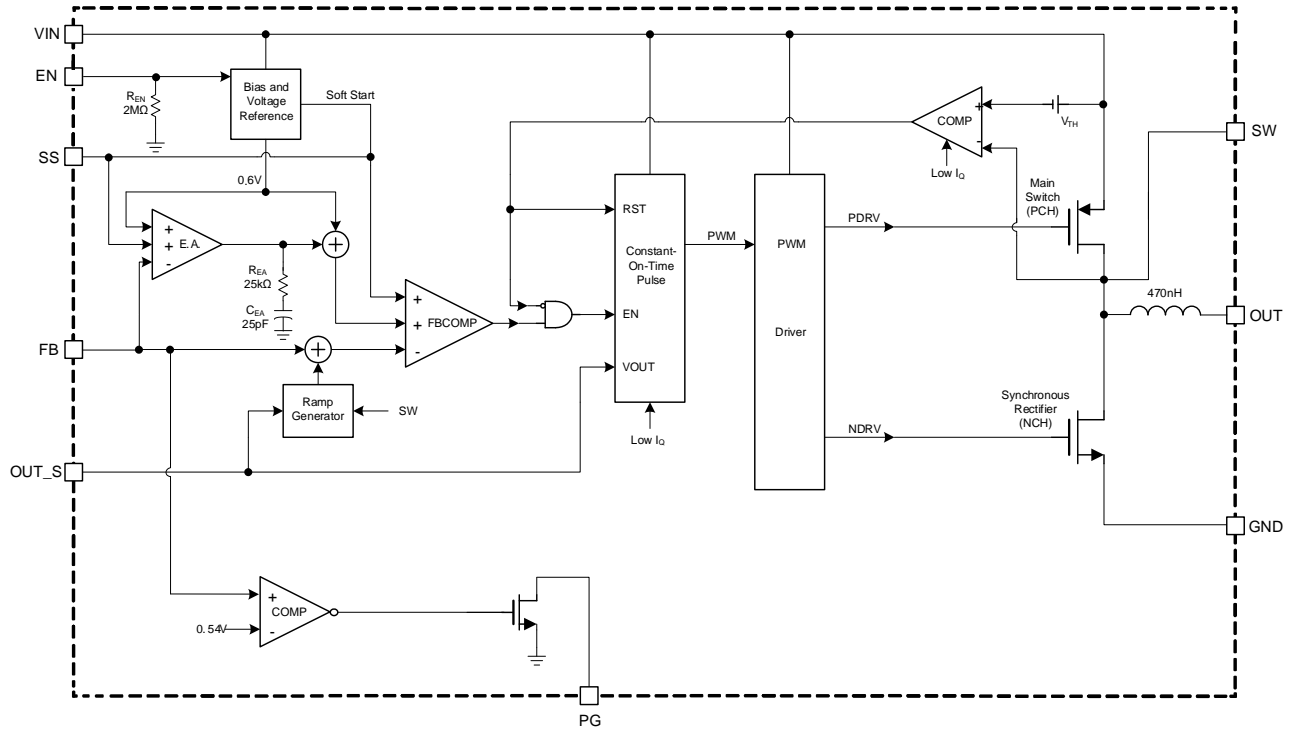 VIN
EN
R_EN
2MΩ
Bias and
Voltage
Reference
Soft Start
SS
0.6V
+
+
-
E.A.
+
R_EA
25kΩ
C_EA
25pF
+
+
-
FBCOMP
FB
+
Ramp
Generator
SW
OUT_S
RST
Constant-
On-Time
Pulse
EN
VOUT
Low I_Q
PWM
PWM
Driver
PDRV
NDRV
COMP
+
-
Low I_Q
V_TH
Main
Switch
(PCH)
SW
470nH
OUT
Synchronous
Rectifier
(NCH)
GND
+
-
COMP
0.54V
PG